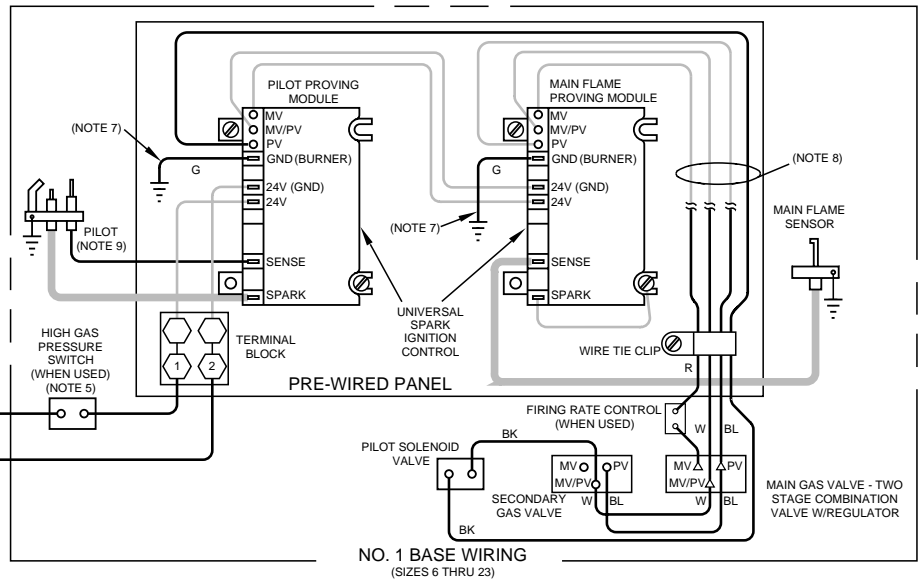 PILOT PROVING
MODULE
MV
MV/PV
PV
GND (BURNER)
24V (GND)
24V
SENSE
SPARK
(NOTE 7)
G
PILOT
(NOTE 9)
MAIN FLAME
PROVING MODULE
MV
MV/PV
PV
GND (BURNER)
24V (GND)
24V
SENSE
SPARK
G
(NOTE 7)
(NOTE 8)
MAIN FLAME
SENSOR
UNIVERSAL
SPARK
IGNITION
CONTROL
HIGH GAS
PRESSURE
SWITCH
(WHEN USED)
(NOTE 5)
TERMINAL
BLOCK
1
2
PRE-WIRED PANEL
WIRE TIE CLIP
R
FIRING RATE CONTROL
(WHEN USED)
W
BL
PILOT SOLENOID
VALVE
BK
BK
MV
PV
MV/PV
SECONDARY
GAS VALVE
W
BL
MV
PV
MV/PV
W
BL
MAIN GAS VALVE - TWO
STAGE COMBINATION
VALVE W/REGULATOR
NO. 1 BASE WIRING
(SIZES 6 THRU 23)